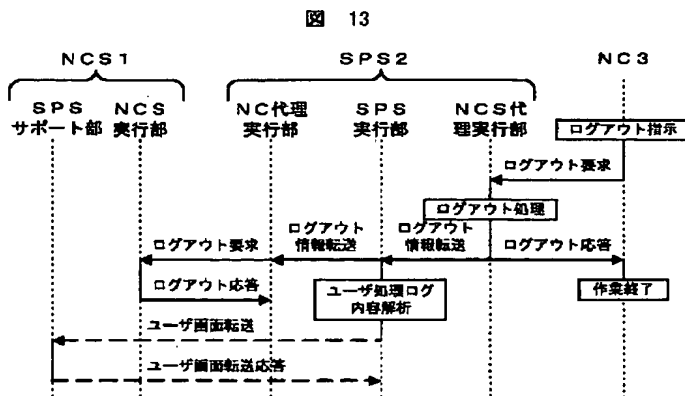 図 13
NCS1
SPS2
NC3
SPS
サポート部
NCS
実行部
NC代理
実行部
SPS
実行部
NCS代
理実行部
ログアウト指示
ログアウト要求
ログアウト処理
ログアウト要求
ログアウト
情報転送
ログアウト
情報転送
ログアウト応答
ログアウト応答
ユーザ処理ログ
内容解析
作業終了
ユーザ画面転送
ユーザ画面転送応答